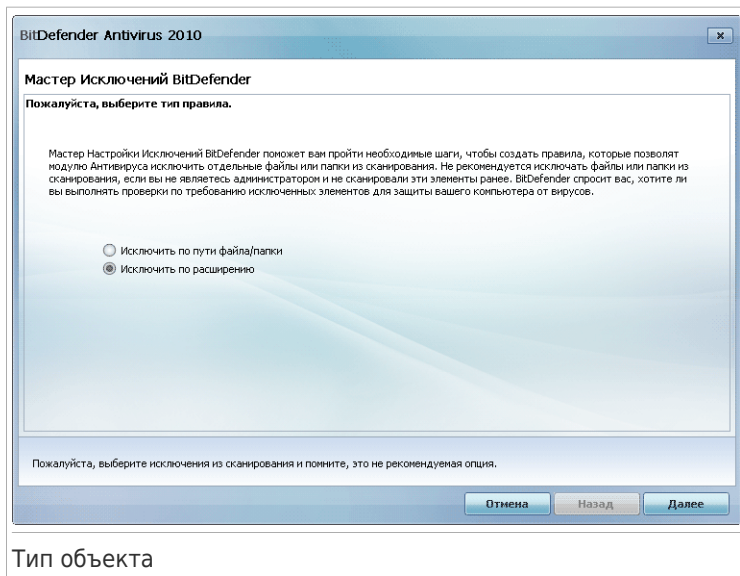 BitDefender Antivirus 2010
Мастер Исключений BitDefender
Пожалуйста, выберите тип правила.
Мастер Настройки Исключений BitDefender поможет вам пройти необходимые шаги, чтобы создать правила, которые позволят
модулю Антивируса исключить отдельные файлы или папки из сканирования. Не рекомендуется исключать файлы или папки из
сканирования, если вы не являетесь администратором и не сканировали эти элементы ранее. BitDefender спросит вас, хотите ли
вы выполнять проверки по требованию исключенных элементов для защиты вашего компьютера от вирусов.
Исключить по пути файла/папки
Исключить по расширению
Пожалуйста, выберите исключения из сканирования и помните, это не рекомендуемая опция.
Отмена Назад Далее
Тип объекта